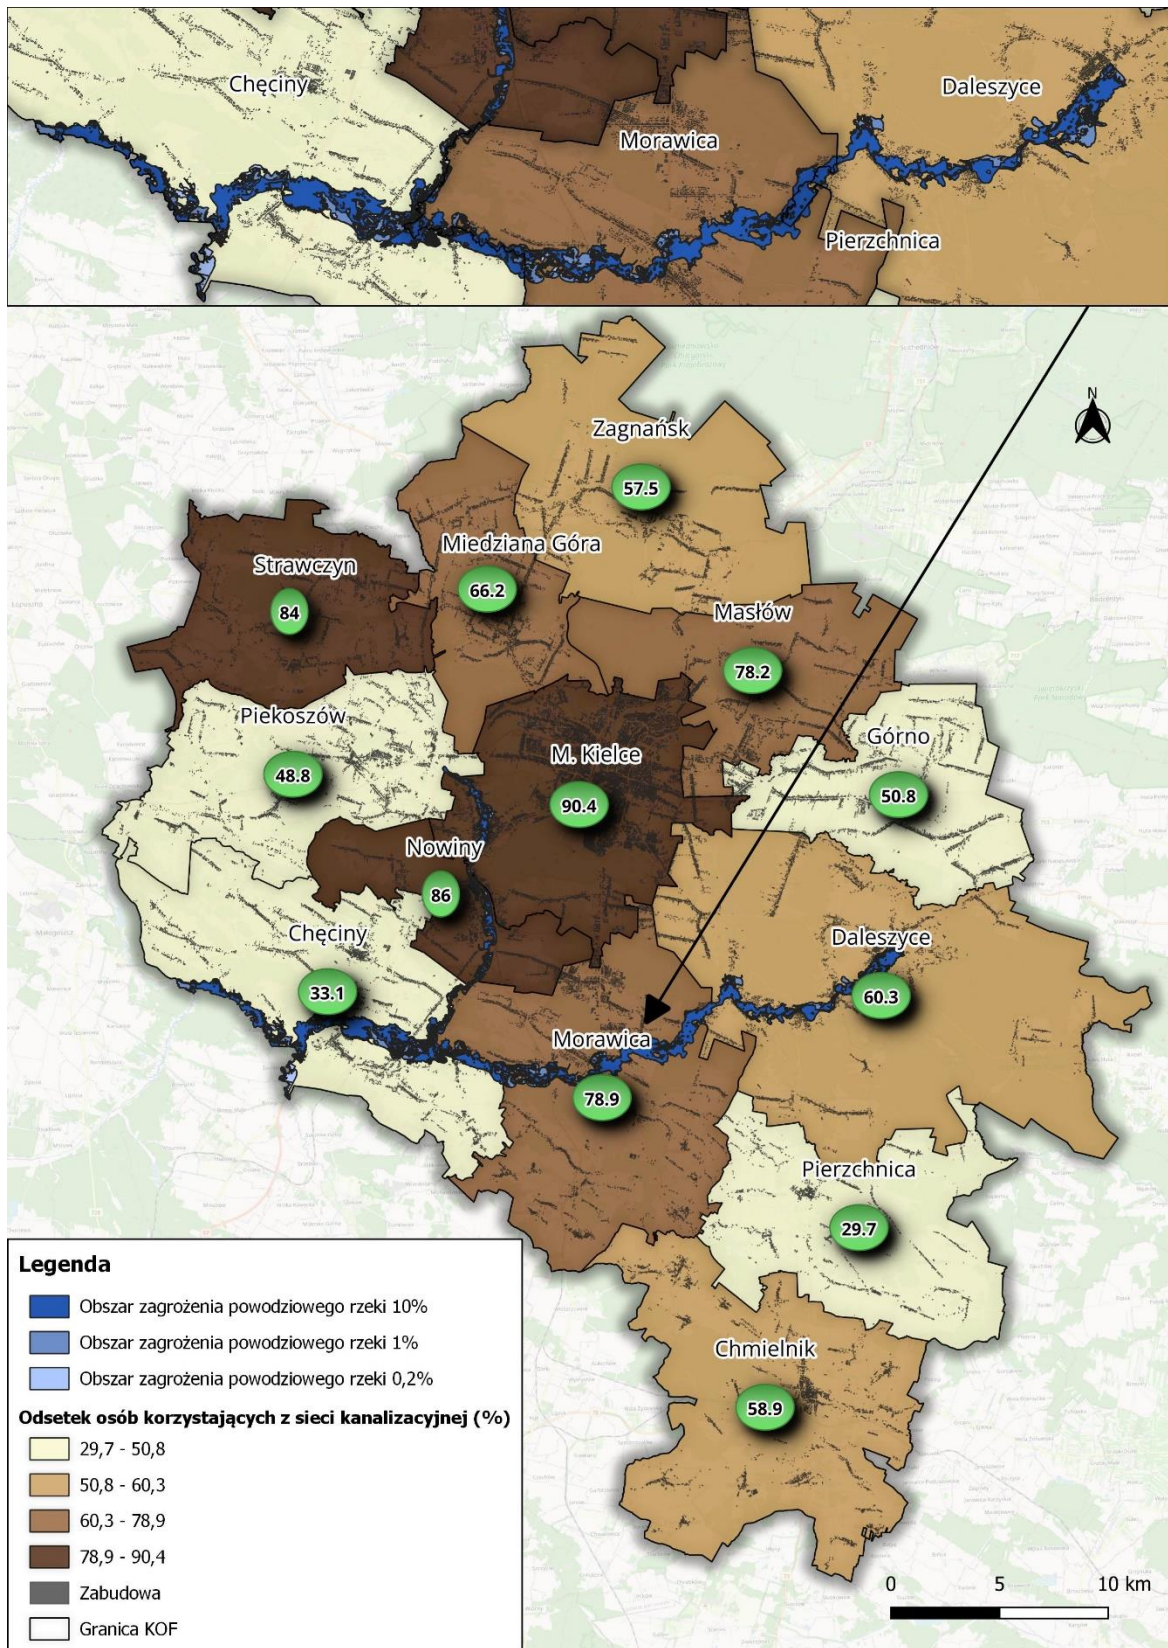 Chęciny
Daleszyce
Morawica
Pierzchnica
N
Zagnańsk
57.5
Miedziana Góra
66.2
Strawczyn
84
Masłów
78.2
Piekoszów
48.8
M. Kielce
90.4
Górno
50.8
Nowiny
86
Chęciny
33.1
Daleszyce
60.3
Morawica
78.9
Pierzchnica
29.7
Chmielnik
58.9
Legenda
Obszar zagrożenia powodziowego rzeki 10%
Obszar zagrożenia powodziowego rzeki 1%
Obszar zagrożenia powodziowego rzeki 0,2%
Odsetek osób korzystających z sieci kanalizacyjnej (%)
29,7 - 50,8
50,8 - 60,3
60,3 - 78,9
78,9 - 90,4
Zabudowa
Granica KOF
0 5 10 km